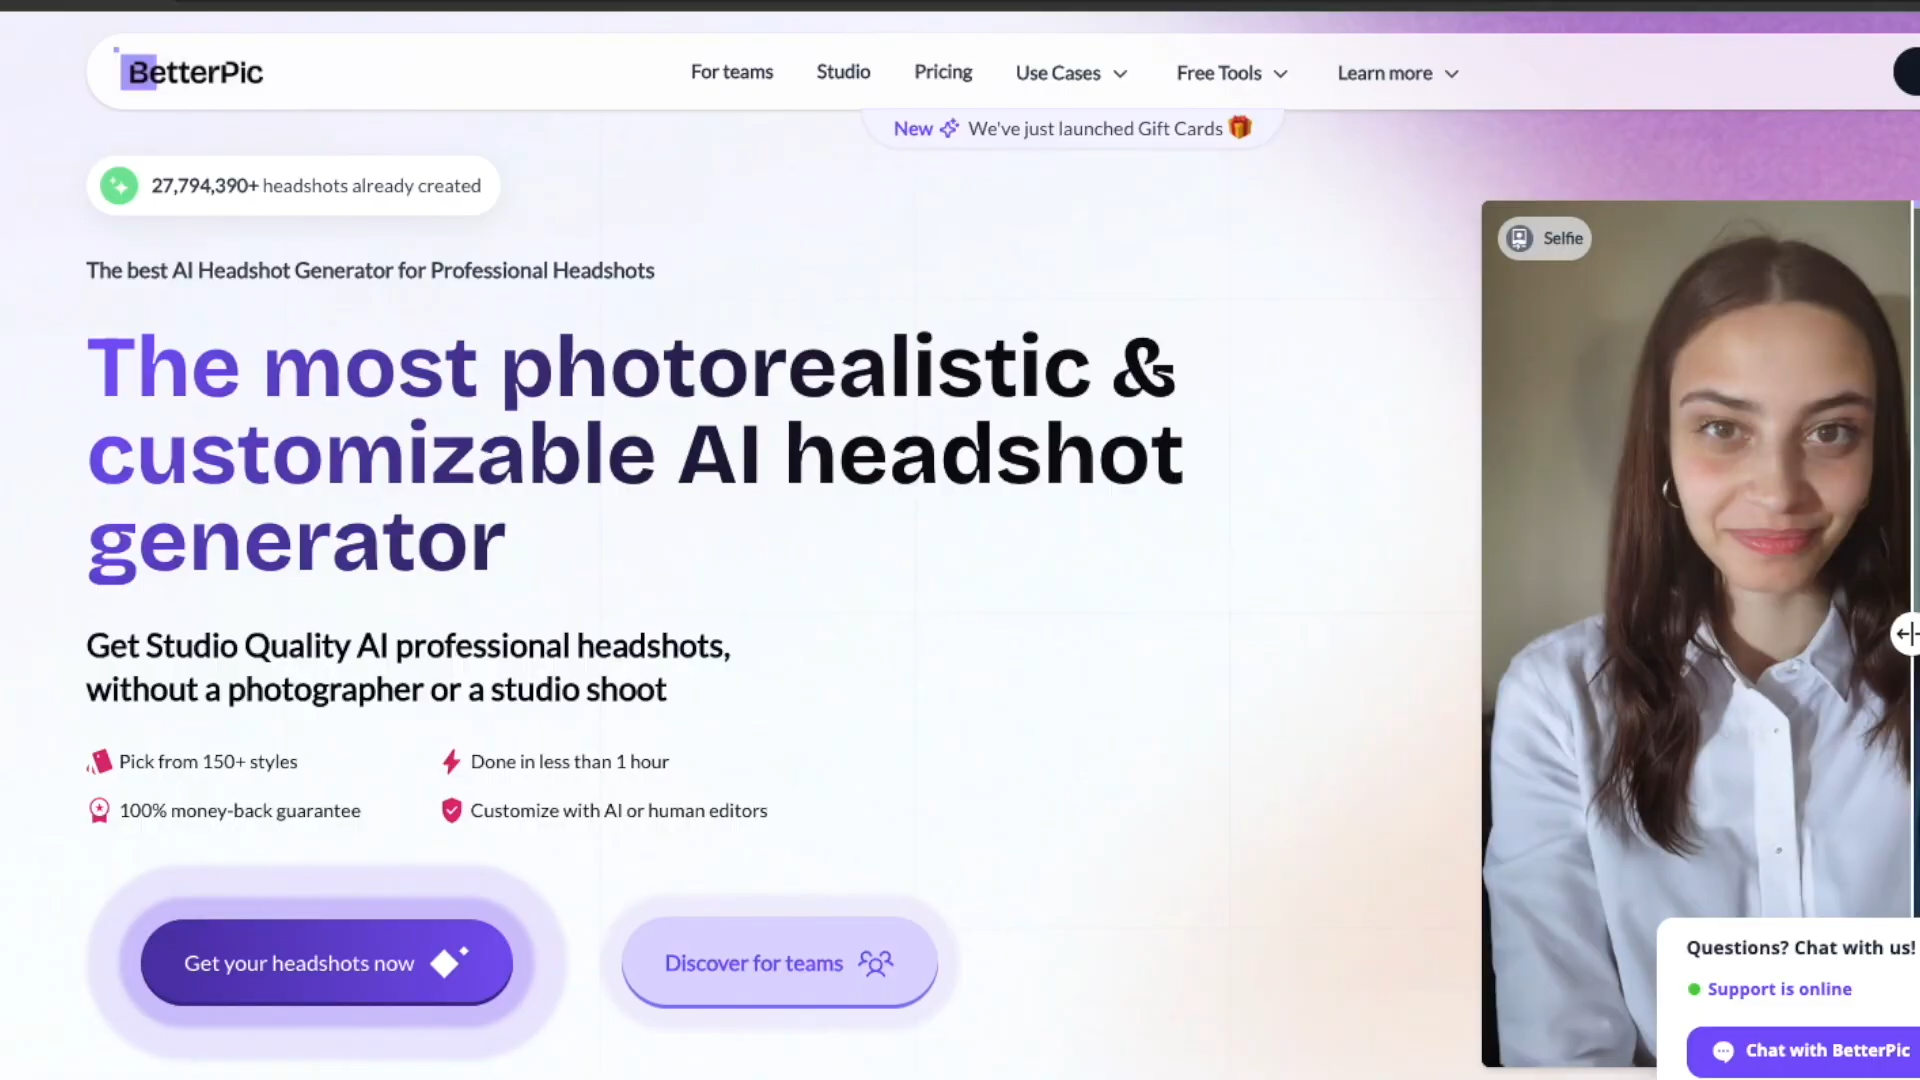 BetterPic
For teams
Studio
Pricing
Use Cases
Free Tools
Learn more
New We've just launched Gift Cards
27,794,390+ headshots already created
The best AI Headshot Generator for Professional Headshots
The most photorealistic &
customizable AI headshot
generator
Get Studio Quality AI professional headshots,
without a photographer or a studio shoot
Pick from 150+ styles
Done in less than 1 hour
100% money-back guarantee
Customize with AI or human editors
Get your headshots now
Discover for teams
Selfie
Questions? Chat with us!
Support is online
Chat with BetterPic